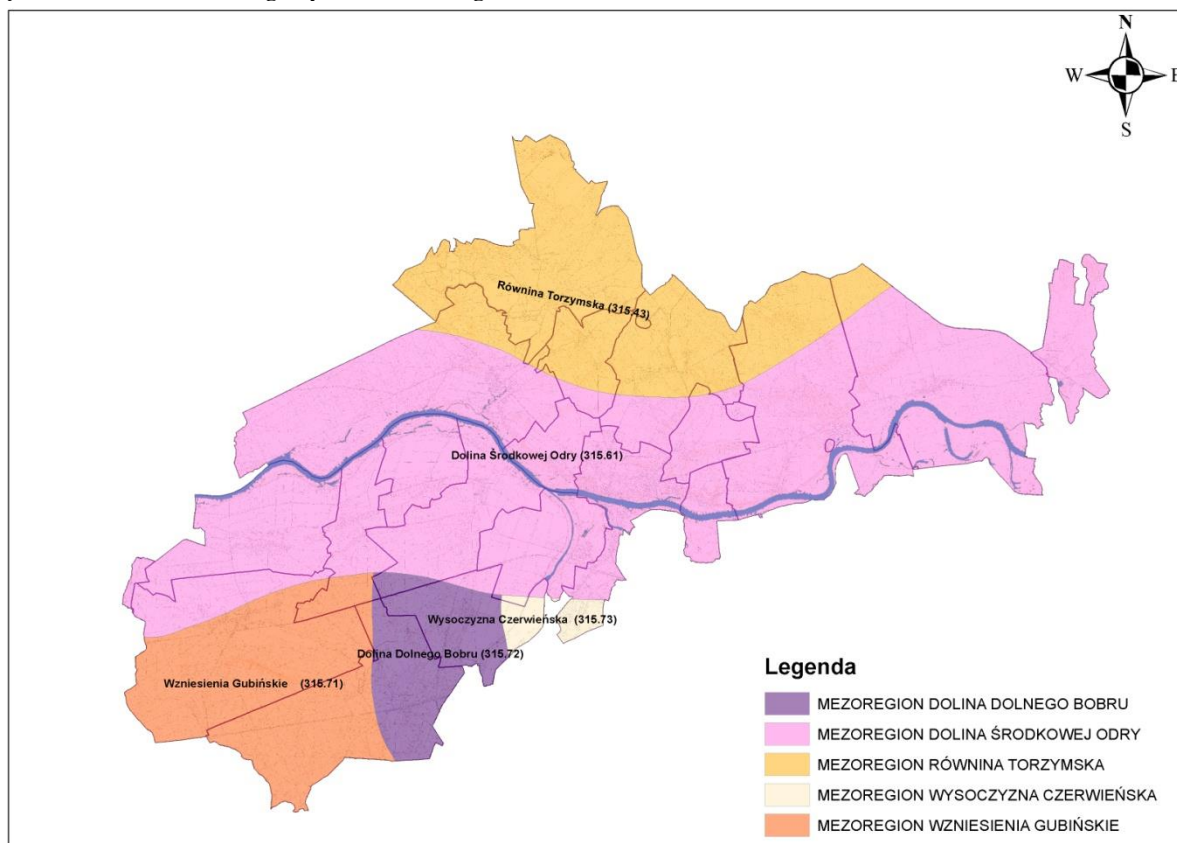 N
W
E
S
Równina Torzymska (315.43)
Dolina Środkowej Odry (315.61)
Wysoczyzna Czerwieńska (315.73)
Dolina Dolnego Bobru (315.72)
Wzniesienia Gubińskie (315.71)
Legenda
MEZOREGION DOLINA DOLNEGO BOBRU
MEZOREGION DOLINA ŚRODKOWEJ ODRY
MEZOREGION RÓWNINA TORZYMSKA
MEZOREGION WYSOCZYZNA CZERWIEŃSKA
MEZOREGION WZNIESIENIA GUBIŃSKIE